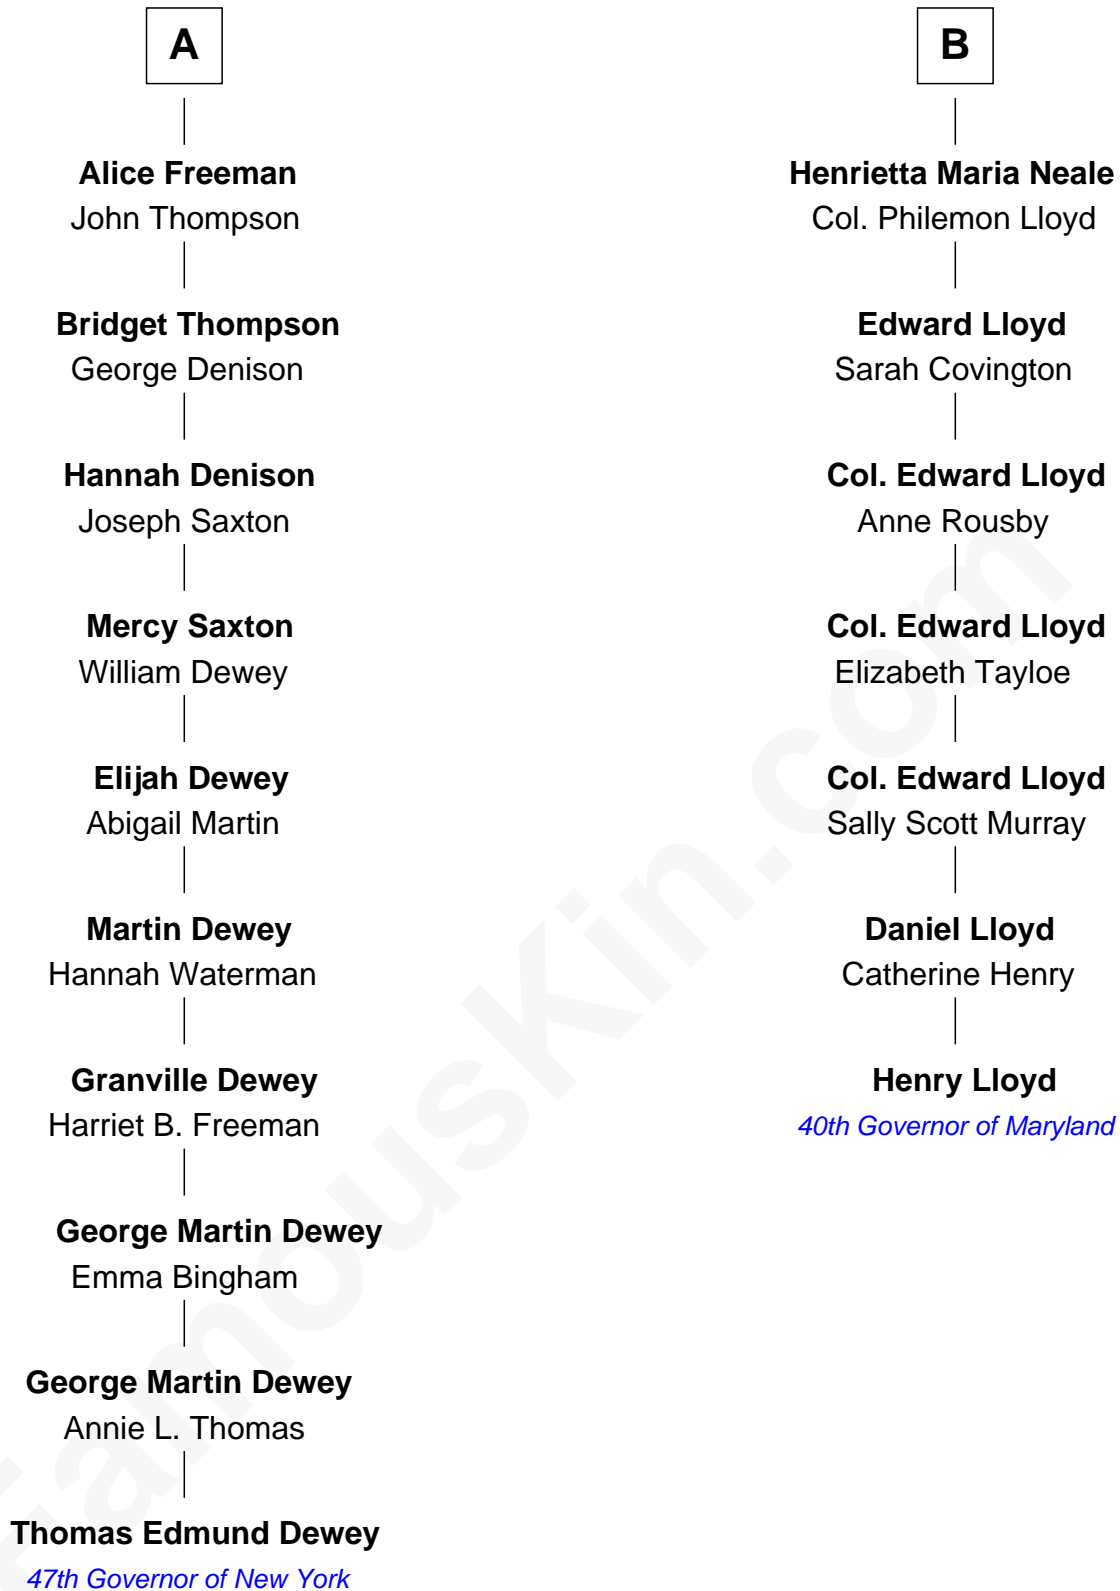 A
Alice Freeman
John Thompson
Bridget Thompson
George Denison
Hannah Denison
Joseph Saxton
Mercy Saxton
William Dewey
Elijah Dewey
Abigail Martin
Martin Dewey
Hannah Waterman
Granville Dewey
Harriet B. Freeman
George Martin Dewey
Emma Bingham
George Martin Dewey
Annie L. Thomas
Thomas Edmund Dewey
47th Governor of New York
B
Henrietta Maria Neale
Col. Philemon Lloyd
Edward Lloyd
Sarah Covington
Col. Edward Lloyd
Anne Rousby
Col. Edward Lloyd
Elizabeth Tayloe
Col. Edward Lloyd
Sally Scott Murray
Daniel Lloyd
Catherine Henry
Henry Lloyd
40th Governor of Maryland
FamousKin.com